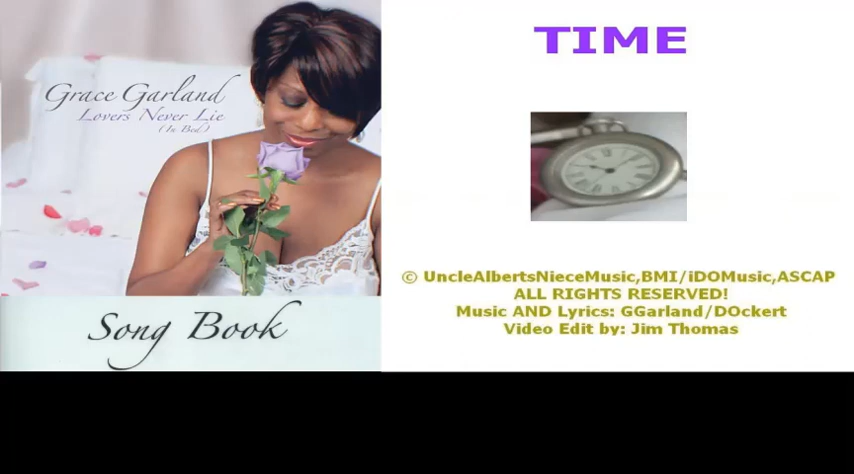 Grace Garland
Lovers Never Lie
(In Bed)
Song Book
TIME
© UncleAlbertsNieceMusic,BMI/iDOMusic,ASCAP
ALL RIGHTS RESERVED!
Music AND Lyrics: GGarland/DOckert
Video Edit by: Jim Thomas